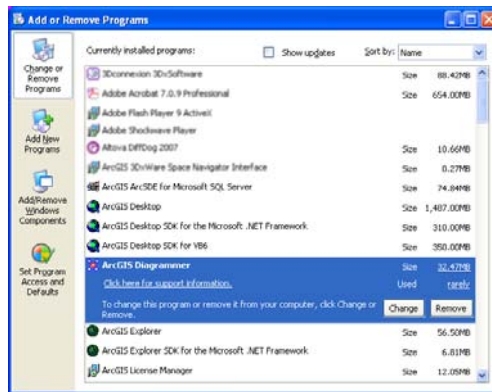 Add or Remove Programs
Change or
Remove
Programs
Add New
Programs
Add/Remove
Windows
Components
Set Program
Access and
Defaults
Currently installed programs:
Show updates
Sort by: Name
3Dconnexion 3DxSoftware Size 88.42MB
Adobe Acrobat 7.0.9 Professional Size 654.00MB
Adobe Flash Player 9 ActiveX
Adobe Shockwave Player
Altova DiffDog 2007 Size 10.66MB
ArcGIS 3DxWare Space Navigator Interface Size 0.27MB
ArcGIS ArcSDE for Microsoft SQL Server Size 74.84MB
ArcGIS Desktop Size 1,487.00MB
ArcGIS Desktop SDK for the Microsoft .NET Framework Size 310.00MB
ArcGIS Desktop SDK for VB6 Size 350.00MB
ArcGIS Diagrammer Size 32.47MB
Click here for support information. Used rarely
To change this program or remove it from your computer, click Change or
Remove.
Change Remove
ArcGIS Explorer Size 56.50MB
ArcGIS Explorer SDK for the Microsoft .NET Framework Size 6.81MB
ArcGIS License Manager Size 12.05MB